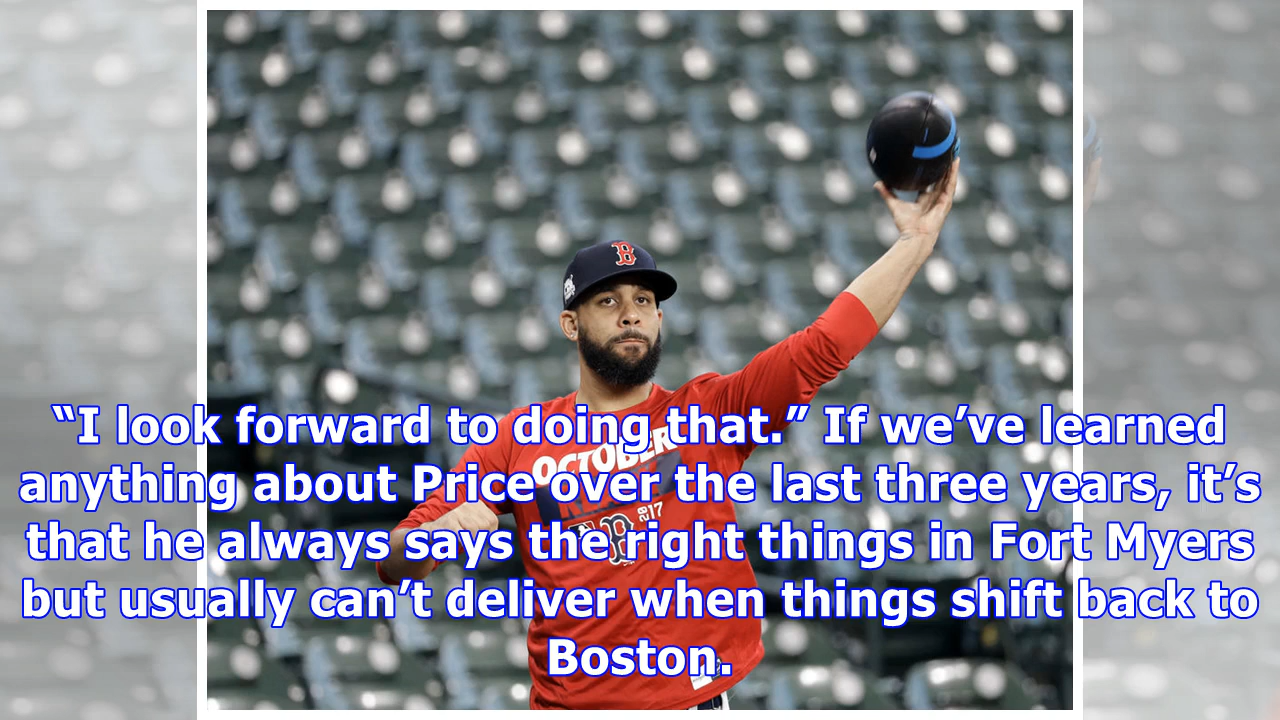 B
“I look forward to doing that.” If we’ve learned
anything about Price over the last three years, it’s
that he always says the right things in Fort Myers
but usually can’t deliver when things shift back to
Boston.
OCTOBER
B
2017